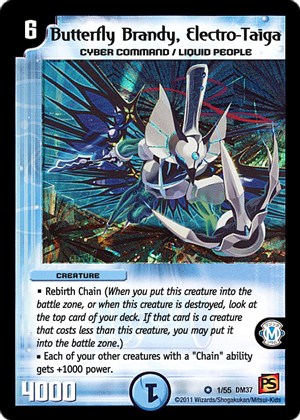 6 Butterfly Brandy, Electro-Taiga
CYBER COMMAND / LIQUID PEOPLE
CREATURE
▪ Rebirth Chain (When you put this creature into the
battle zone, or when this creature is destroyed, look at
the top card of your deck. If that card is a creature
that costs less than this creature, you may put it
into the battle zone.)
▪ Each of your other creatures with a "Chain" ability
gets +1000 power.
4000
1
1/55 DM37
PS
©2011 Wizards/Shogakukan/Mitsui-Kids